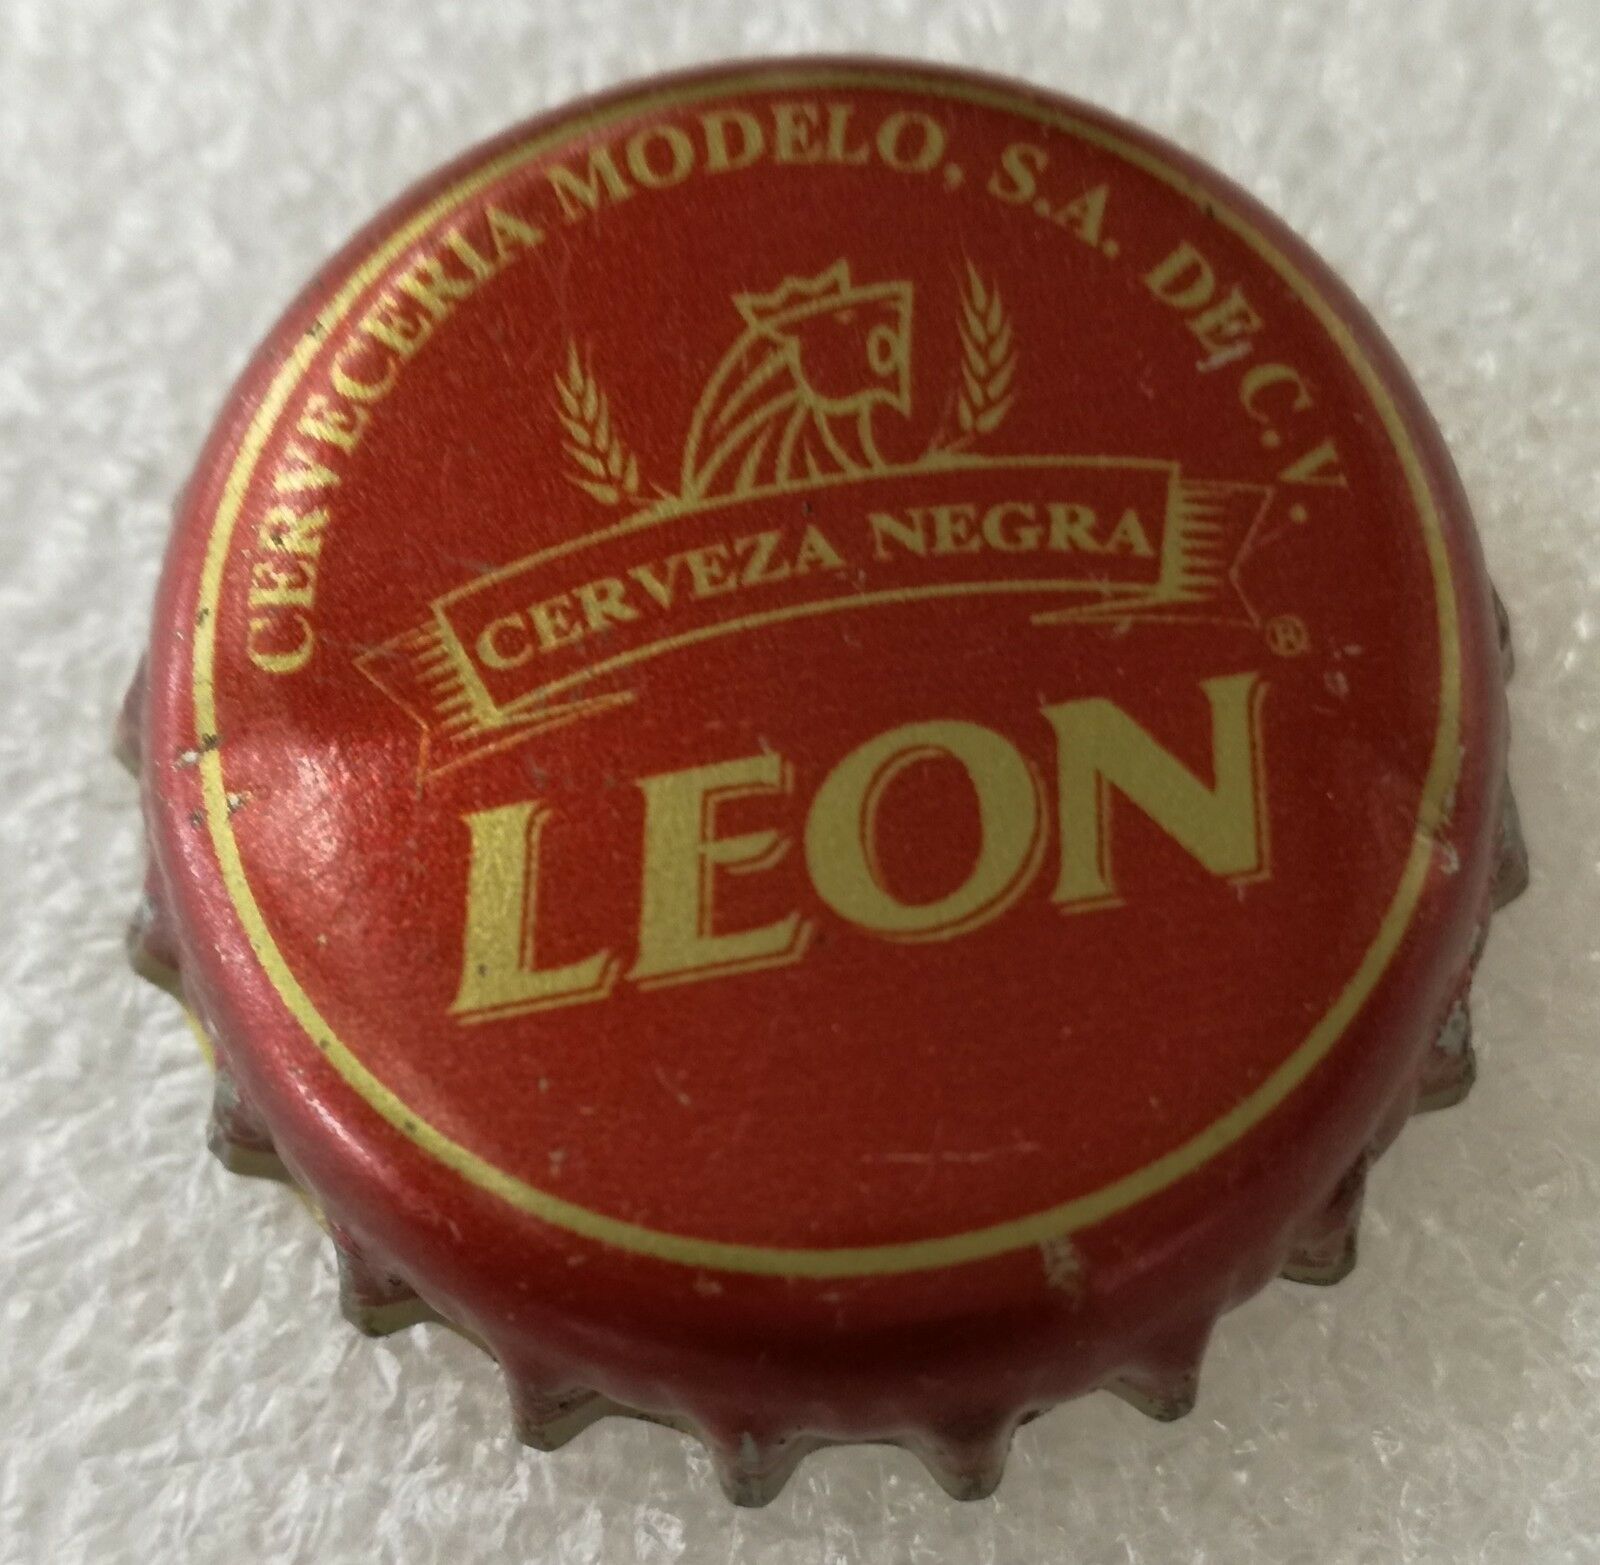 CERVECERIA MODELO, S.A. DE C.V.
CERVEZA NEGRA
®
LEON